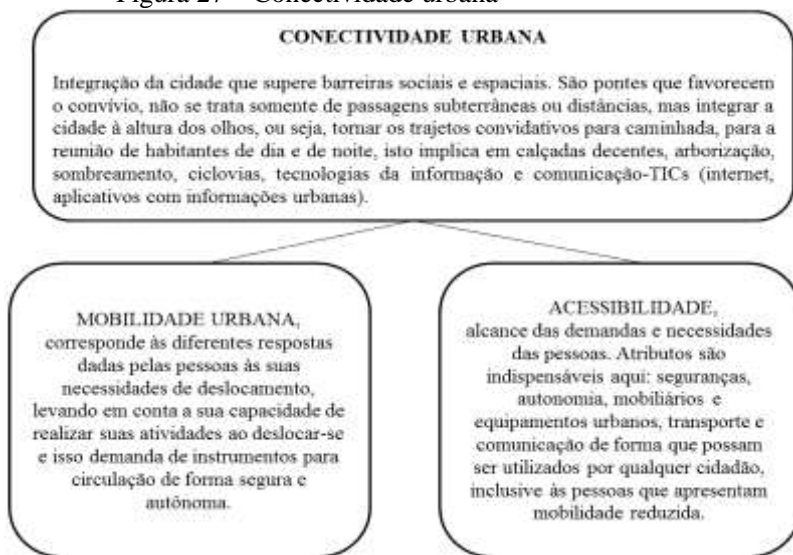 Figura 27 – Conectividade urbana
CONECTIVIDADE URBANA
Integração da cidade que supere barreiras sociais e espaciais. São pontes que favorecem
o convívio, não se trata somente de passagens subterrâneas ou distâncias, mas integrar a
cidade à altura dos olhos, ou seja, tornar os trajetos convidativos para caminhada, para a
reunião de habitantes de dia e de noite, isto implica em calçadas decentes, arborização,
sombreamento, ciclovias, tecnologias da informação e comunicação-TICs (internet,
aplicativos com informações urbanas).
MOBILIDADE URBANA,
corresponde às diferentes respostas
dadas pelas pessoas às suas
necessidades de deslocamento,
levando em conta a sua capacidade de
realizar suas atividades ao deslocar-se
e isso demanda de instrumentos para
circulação de forma segura e
autônoma.
ACESSIBILIDADE,
alcance das demandas e necessidades
das pessoas. Atributos são
indispensáveis aqui: seguranças,
autonomia, mobiliários e
equipamentos urbanos, transporte e
comunicação de forma que possam
ser utilizados por qualquer cidadão,
inclusive às pessoas que apresentam
mobilidade reduzida.